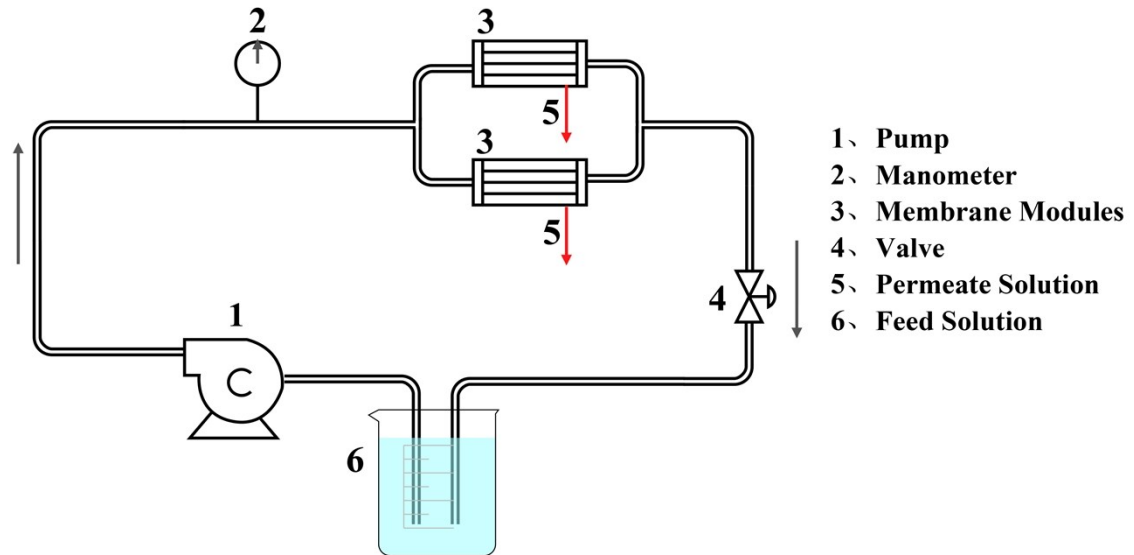 2
3
5
3
5
1
4
6
1、Pump
2、Manometer
3、Membrane Modules
4、Valve
5、Permeate Solution
6、Feed Solution